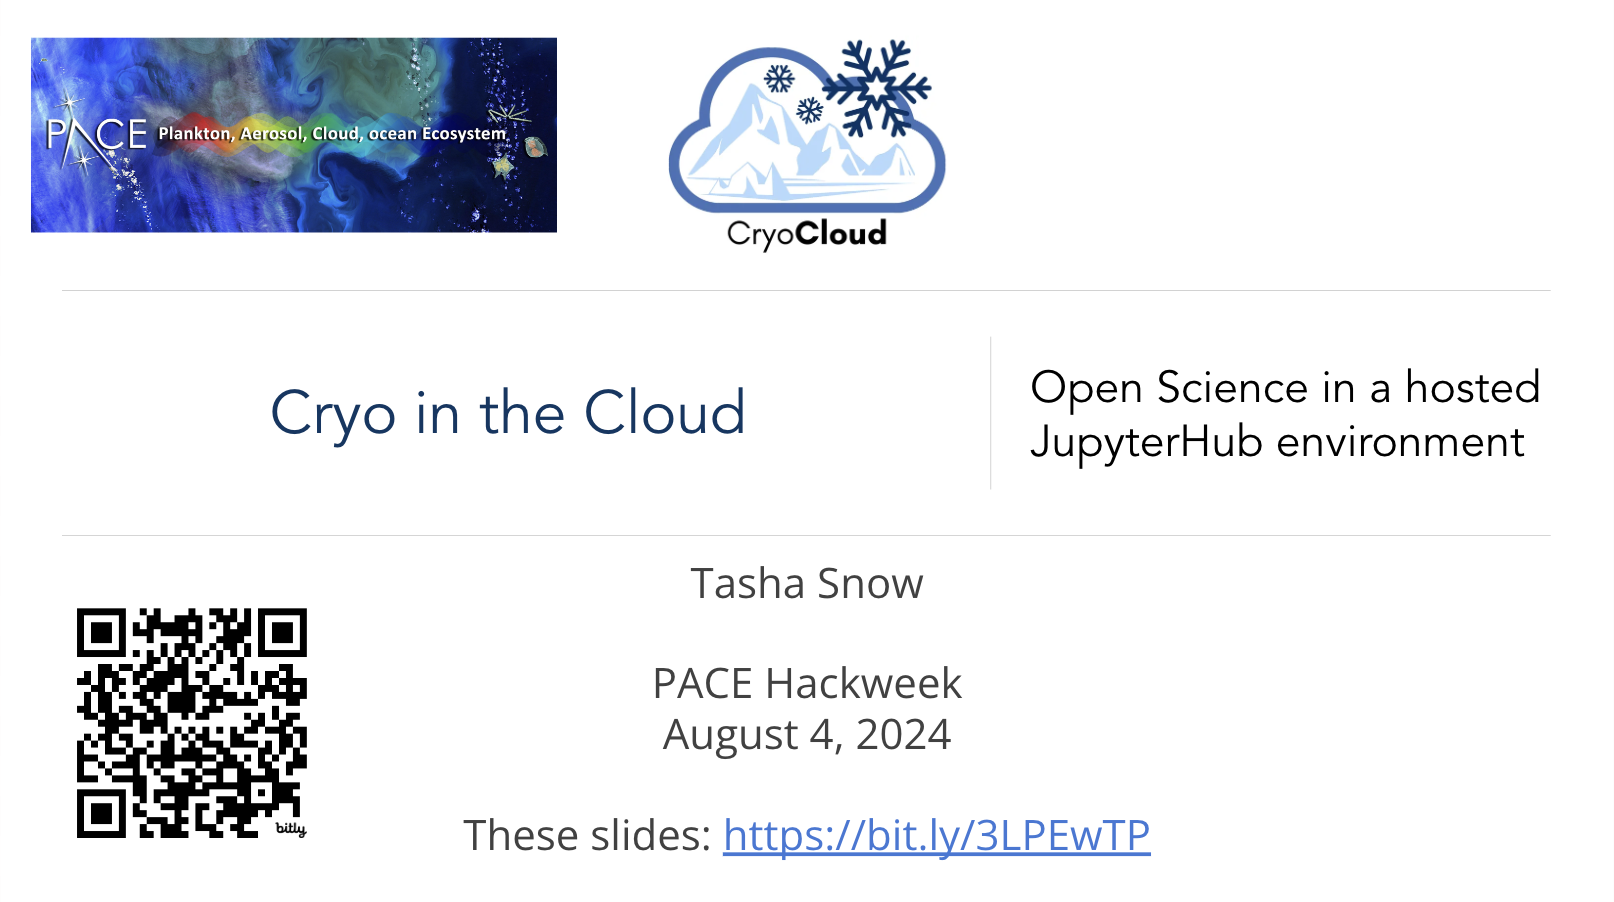 PACE Plankton, Aerosol, Cloud, ocean Ecosystem
CryoCloud
Cryo in the Cloud
Open Science in a hosted
JupyterHub environment
Tasha Snow
PACE Hackweek
August 4, 2024
bitly
These slides: https://bit.ly/3LPEwTP